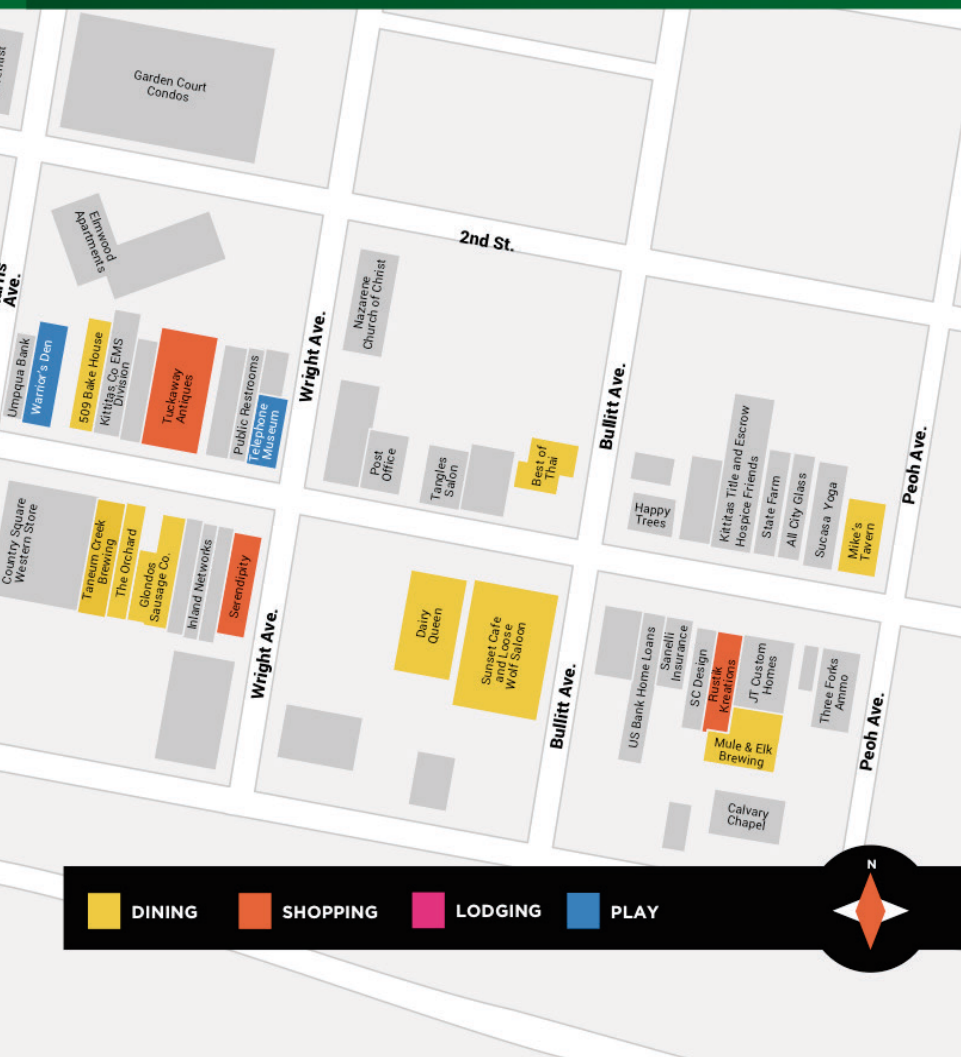 Garden Court
Condos
Elmwood
Apartments
2nd St.
Nazarene
Church of Christ
Ave.
Wright Ave.
Bullitt Ave.
Peoh Ave.
Umpqua Bank
Warrior's Den
509 Bake House
Kittitas Co EMS
Division
Tuckaway
Antiques
Public Restrooms
Telephone
Museum
Post
Office
Tangles
Salon
Best of
Thai
Happy
Trees
Kittitas Title and Escrow
Hospice Friends
State Farm
All City Glass
Sucasa Yoga
Mike's
Tavern
Country Square
Western Store
Taneum Creek
Brewing
The Orchard
Glondos
Sausage Co.
Inland Networks
Serendipity
Wright Ave.
Dairy
Queen
Sunset Cafe
and Loose
Wolf Saloon
Bullitt Ave.
US Bank Home Loans
Sanelli
Insurance
SC Design
Rustik
Kreations
JT Custom
Homes
Mule & Elk
Brewing
Three Forks
Ammo
Calvary
Chapel
Peoh Ave.
DINING
SHOPPING
LODGING
PLAY
N